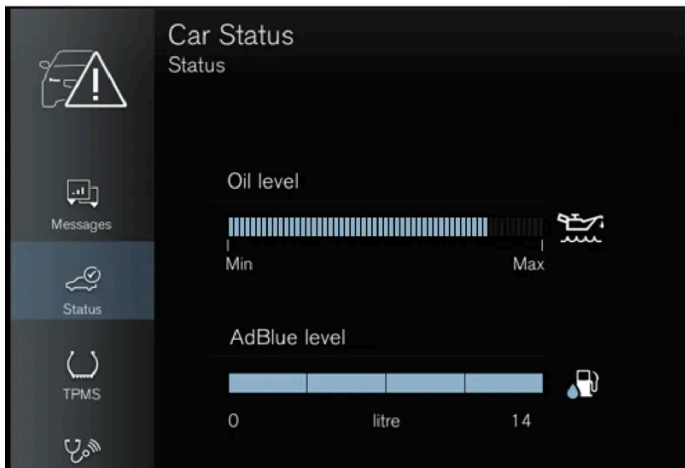 Car Status
Status
Messages
Status
TPMS
Oil level
Min Max
AdBlue level
0 litre 14